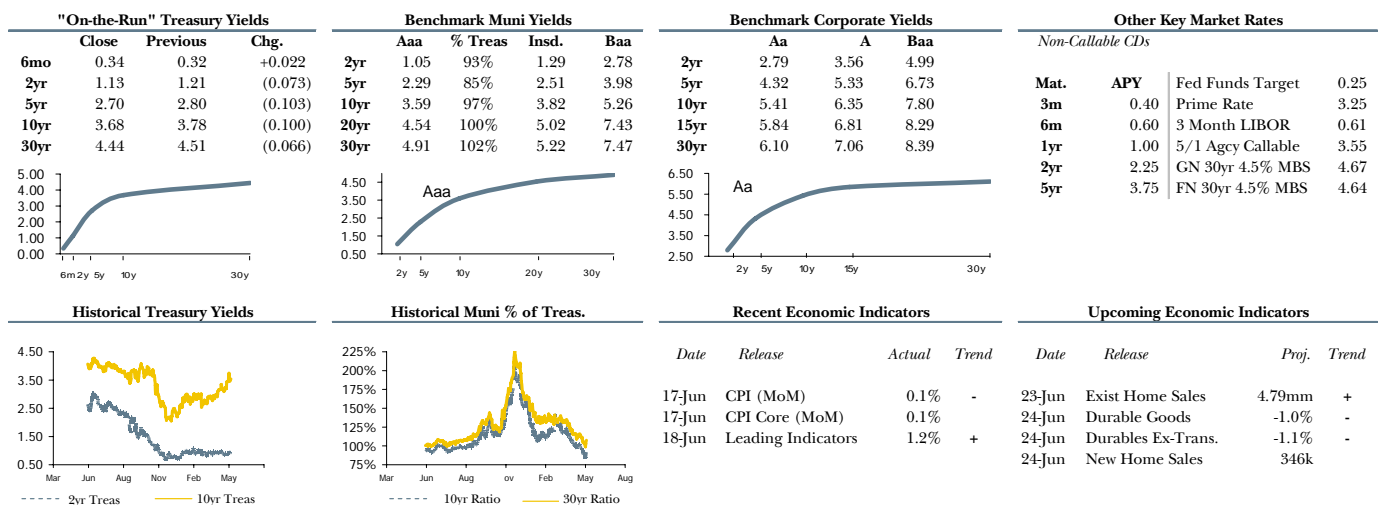 "On-the-Run" Treasury Yields
Close Previous Chg.
6mo 0.34 0.32 +0.022
2yr 1.13 1.21 (0.073)
5yr 2.70 2.80 (0.103)
10yr 3.68 3.78 (0.100)
30yr 4.44 4.51 (0.066)
5.00
4.00
3.00
2.00
1.00
0.00
6m 2y 5y 10y 30y
Benchmark Muni Yields
Aaa % Treas Insd. Baa
2yr 1.05 93% 1.29 2.78
5yr 2.29 85% 2.51 3.98
10yr 3.59 97% 3.82 5.26
20yr 4.54 100% 5.02 7.43
30yr 4.91 102% 5.22 7.47
Aaa
4.50
3.50
2.50
1.50
0.50
2y 5y 10y 20y 30y
Benchmark Corporate Yields
Aa A Baa
2yr 2.79 3.56 4.99
5yr 4.32 5.33 6.73
10yr 5.41 6.35 7.80
15yr 5.84 6.81 8.29
30yr 6.10 7.06 8.39
6.50
Aa
5.50
4.50
3.50
2.50
2y 5y 10y 15y 30y
Other Key Market Rates
Non-Callable CDs
Mat. APY Fed Funds Target 0.25
3m 0.40 Prime Rate 3.25
6m 0.60 3 Month LIBOR 0.61
1yr 1.00 5/1 Agcy Callable 3.55
2yr 2.25 GN 30yr 4.5% MBS 4.67
5yr 3.75 FN 30yr 4.5% MBS 4.64
Historical Treasury Yields
4.50
3.50
2.50
1.50
0.50
Mar Jun Aug Nov Feb May
2yr Treas 10yr Treas
Historical Muni % of Treas.
225%
200%
175%
150%
125%
100%
75%
Mar Jun Aug ov Feb May Aug
10yr Ratio 30yr Ratio
Recent Economic Indicators
Date Release Actual Trend
17-Jun CPI (MoM) 0.1% -
17-Jun CPI Core (MoM) 0.1%
18-Jun Leading Indicators 1.2% +
Upcoming Economic Indicators
Date Release Proj. Trend
23-Jun Exist Home Sales 4.79mm +
24-Jun Durable Goods -1.0% -
24-Jun Durables Ex-Trans. -1.1% -
24-Jun New Home Sales 346k